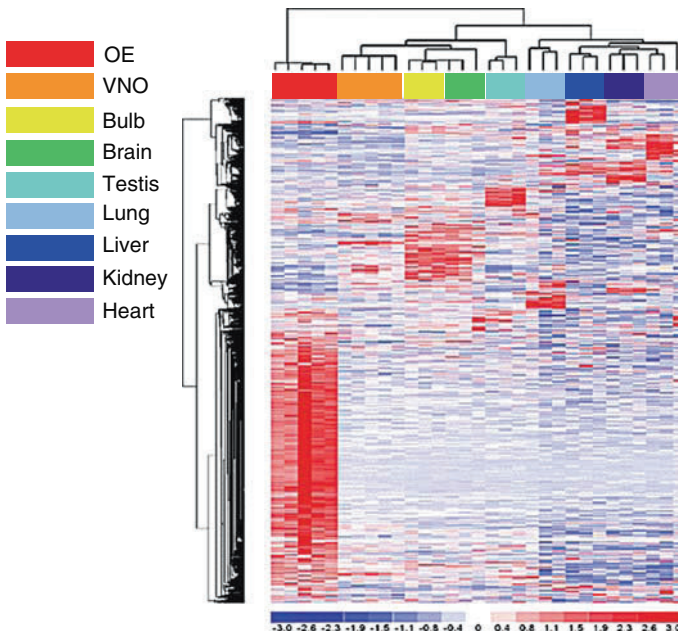 OE
VNO
Bulb
Brain
Testis
Lung
Liver
Kidney
Heart
-3.0 -2.6 -2.3 -1.9 -1.5 -1.1 -0.8 -0.4 0 0.4 0.8 1.1 1.5 1.9 2.3 2.6 3.0